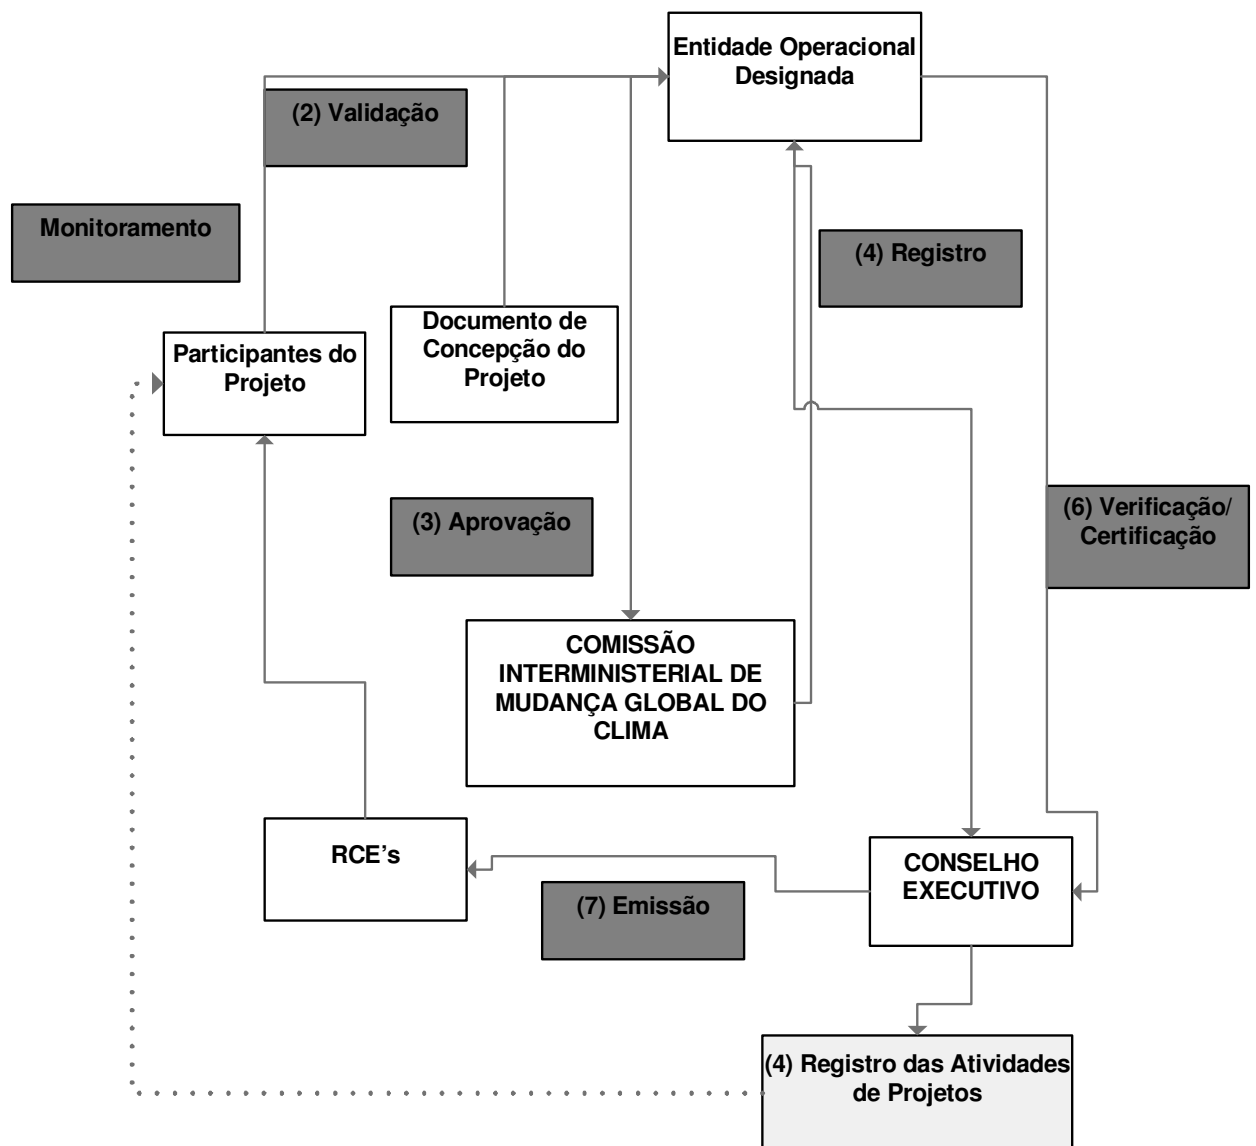 Entidade Operacional
Designada
(2) Validação
Monitoramento
(4) Registro
Documento de
Concepção do
Projeto
Participantes do
Projeto
(3) Aprovação
(6) Verificação/
Certificação
COMISSÃO
INTERMINISTERIAL DE
MUDANÇA GLOBAL DO
CLIMA
RCE's
CONSELHO
EXECUTIVO
(7) Emissão
(4) Registro das Atividades
de Projetos